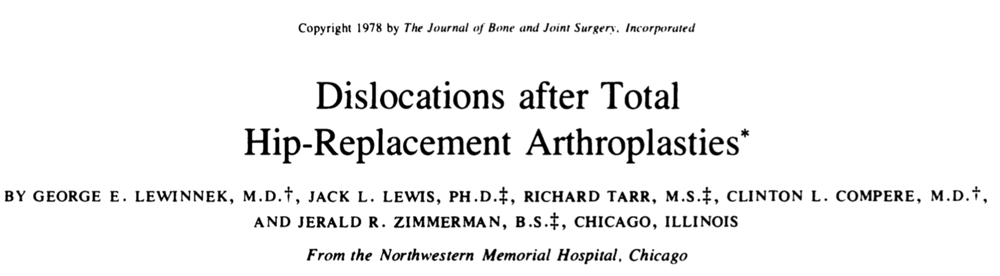 Copyright 1978 by The Journal of Bone and Joint Surgery, Incorporated
Dislocations after Total
Hip-Replacement Arthroplasties*
BY GEORGE E. LEWINNEK, M.D.†, JACK L. LEWIS, PH.D.‡, RICHARD TARR, M.S.‡, CLINTON L. COMPERE, M.D.†,
AND JERALD R. ZIMMERMAN, B.S.‡, CHICAGO, ILLINOIS
From the Northwestern Memorial Hospital, Chicago